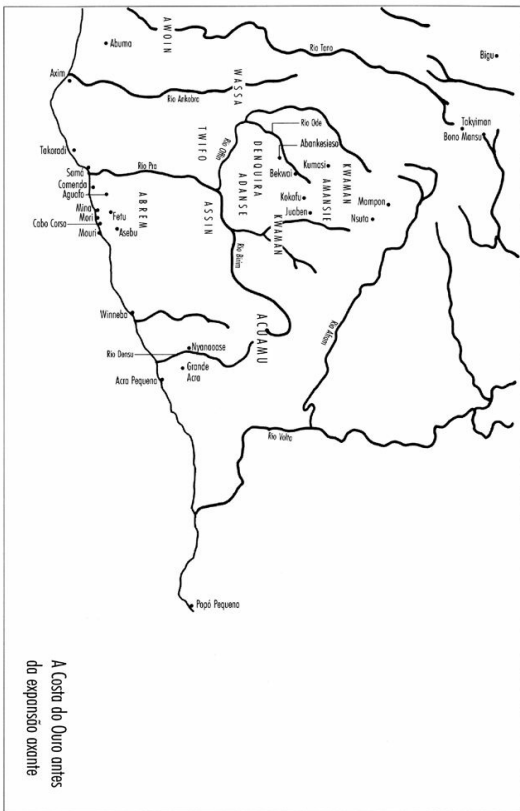 AWOIN
Abuma
Rio Tano
Bigu
Takyiman
Bono Mansu
Axim
Rio Ankobra
WASSA
Rio Ode
Abankesieso
TWIFO
Rio Ofin
DENQUIRA
Bekwai
Kumasi
KWAMAN
AMANSIE
Mampon
Takoradi
Samá
Comenda
Aguafo
Rio Pra
ADANSE
Kokofu
Juaben
Nsuta
Mina
Mori
Fetu
Cabo Corso
Mouri
Asebu
ABREM
ASSIN
KWAMAN
Rio Birim
Rio Afram
Winneba
ACUAMU
Nyanaoase
Rio Densu
Grande
Acra
Acra Pequena
Rio Volta
Popó Pequeno
A Costa do Ouro antes
da expansão axante